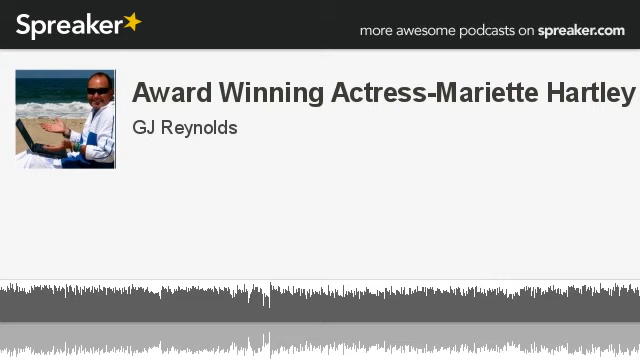 Spreaker
more awesome podcasts on spreaker.com
Award Winning Actress-Mariette Hartley
GJ Reynolds